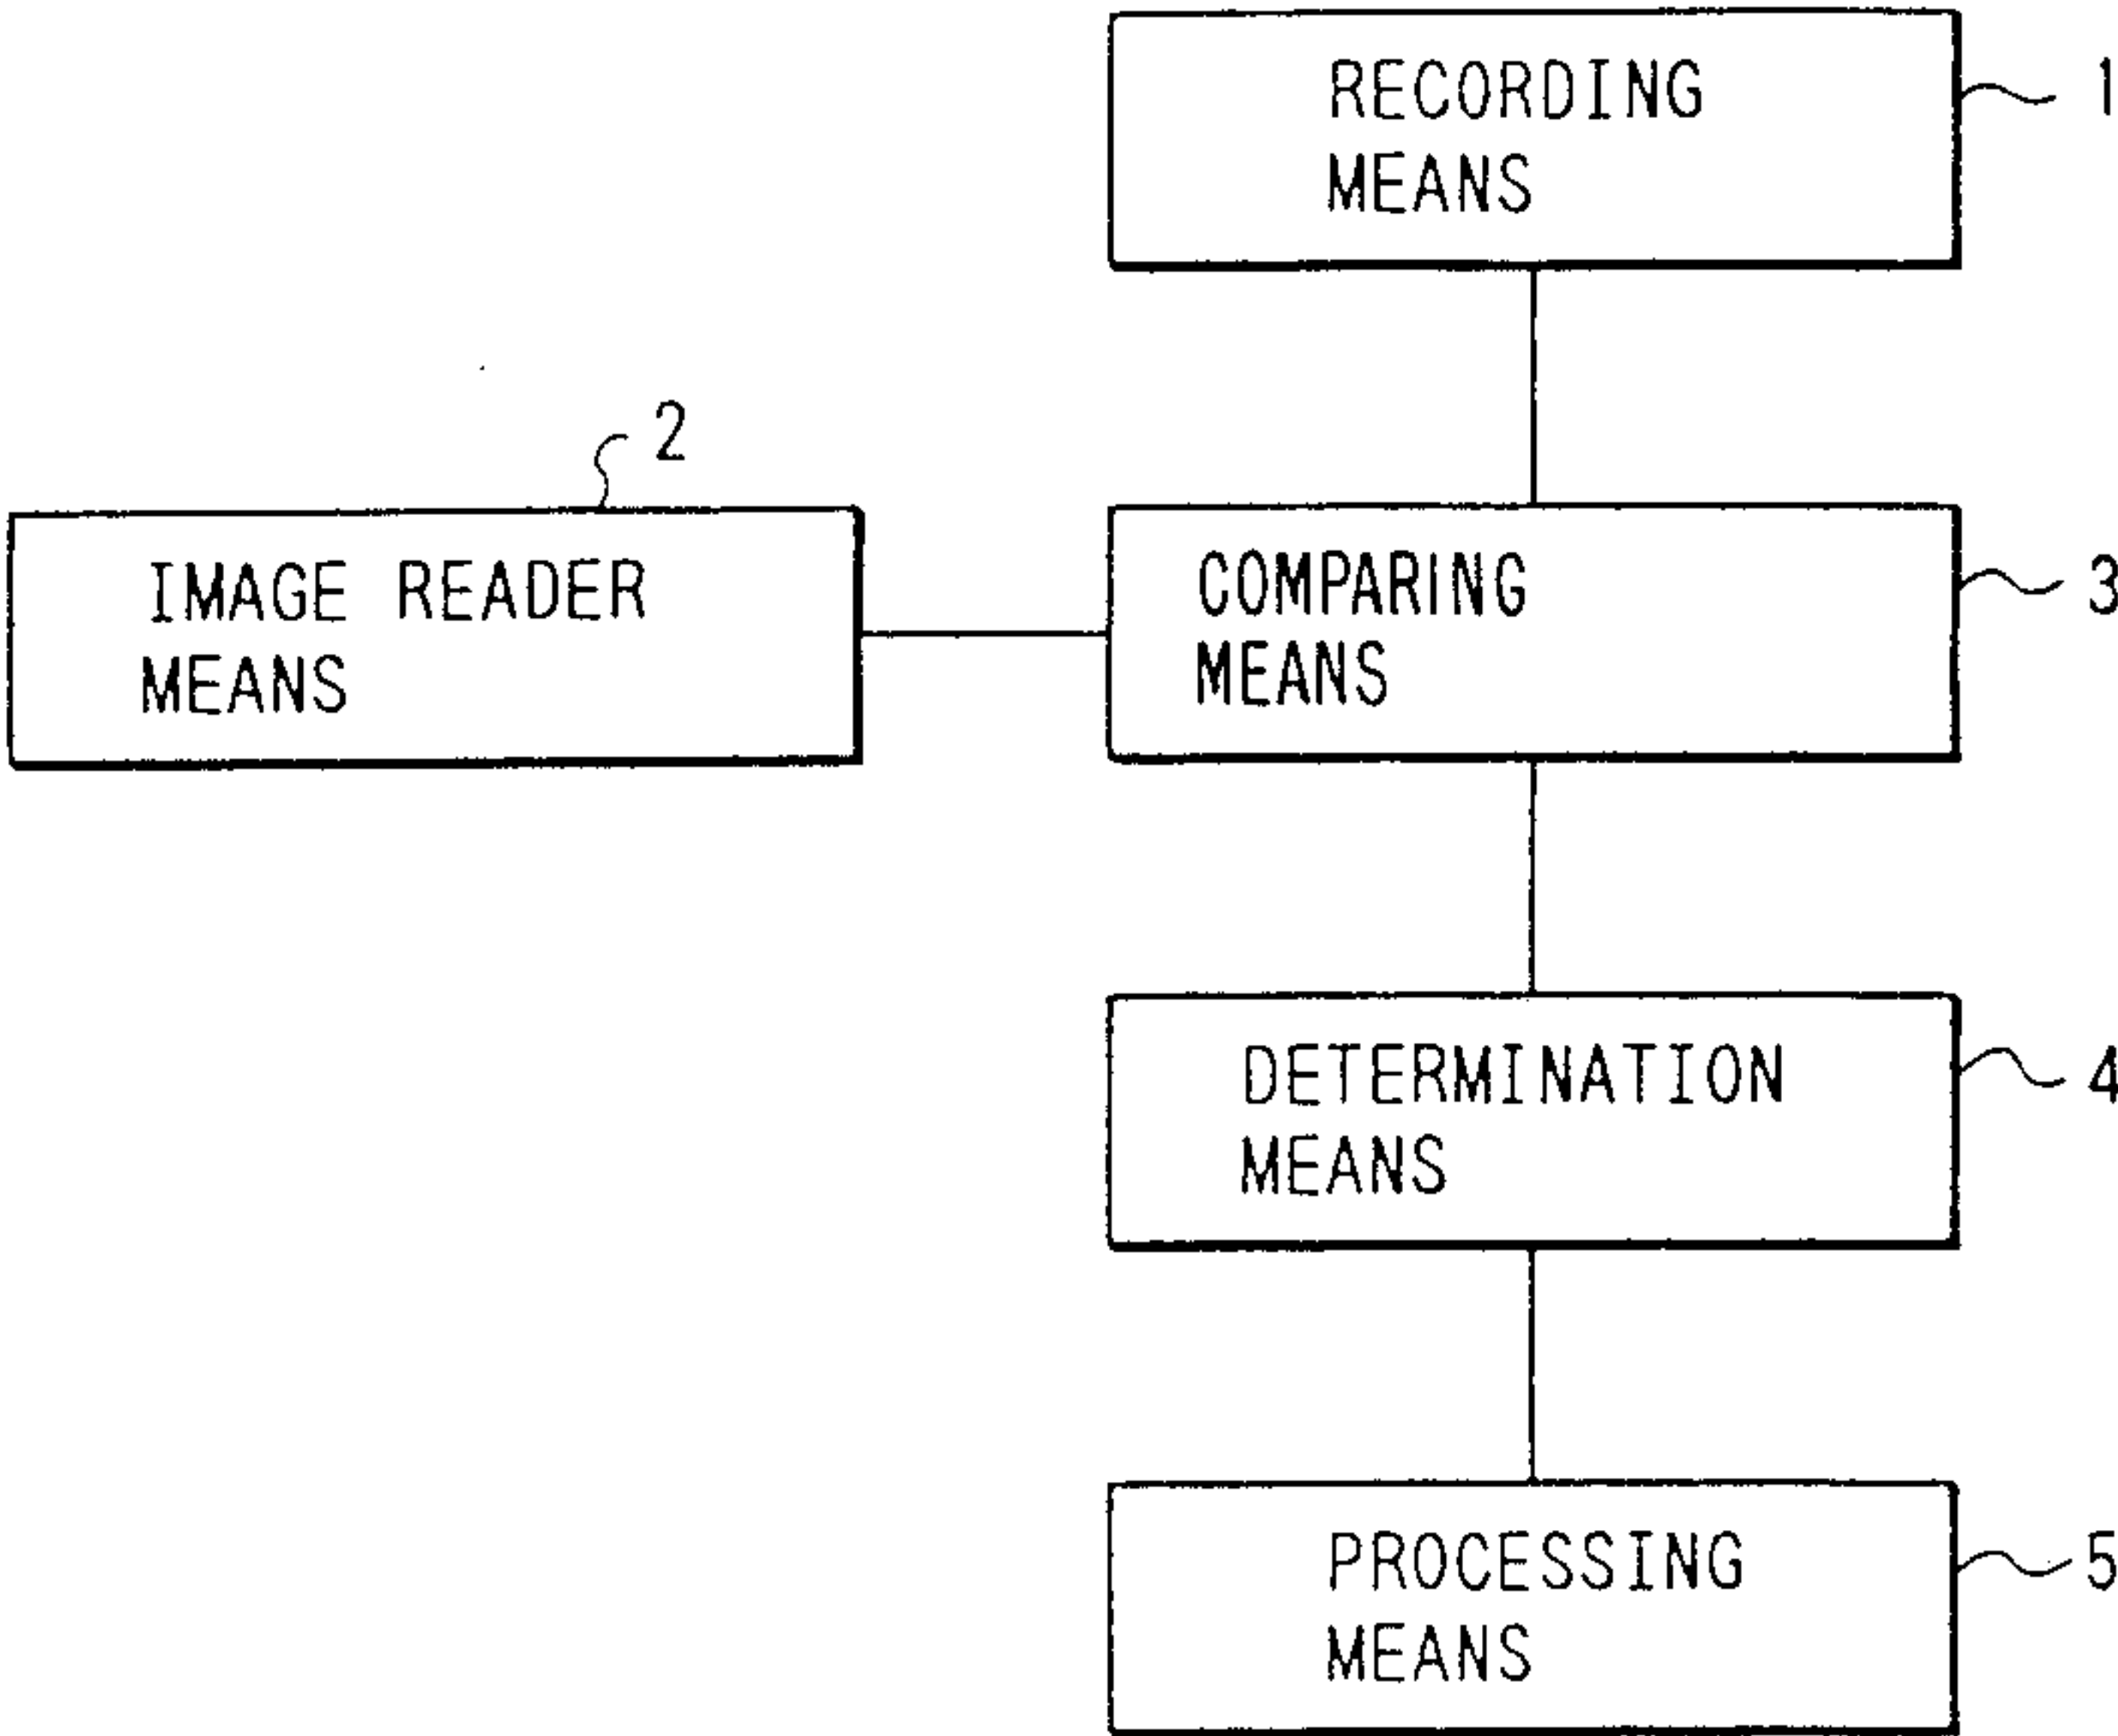 RECORDING
MEANS
1
2
IMAGE READER
MEANS
COMPARING
MEANS
3
DETERMINATION
MEANS
4
PROCESSING
MEANS
5